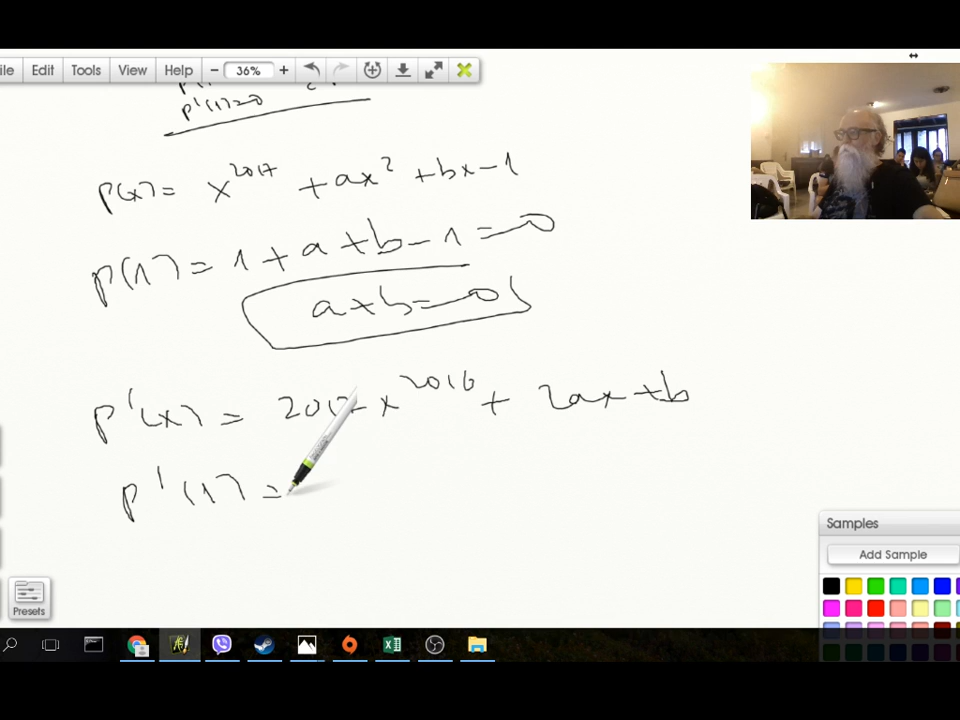 ile Edit Tools View Help − 36% +
p'(1)=0
p(x)= x^2017 +ax^2 +bx-1
p(1)=1+a+b-1=0
a+b=0
p'(x)= 2017x^2016 + 2ax+b
p'(1)=
Samples
Add Sample
Presets